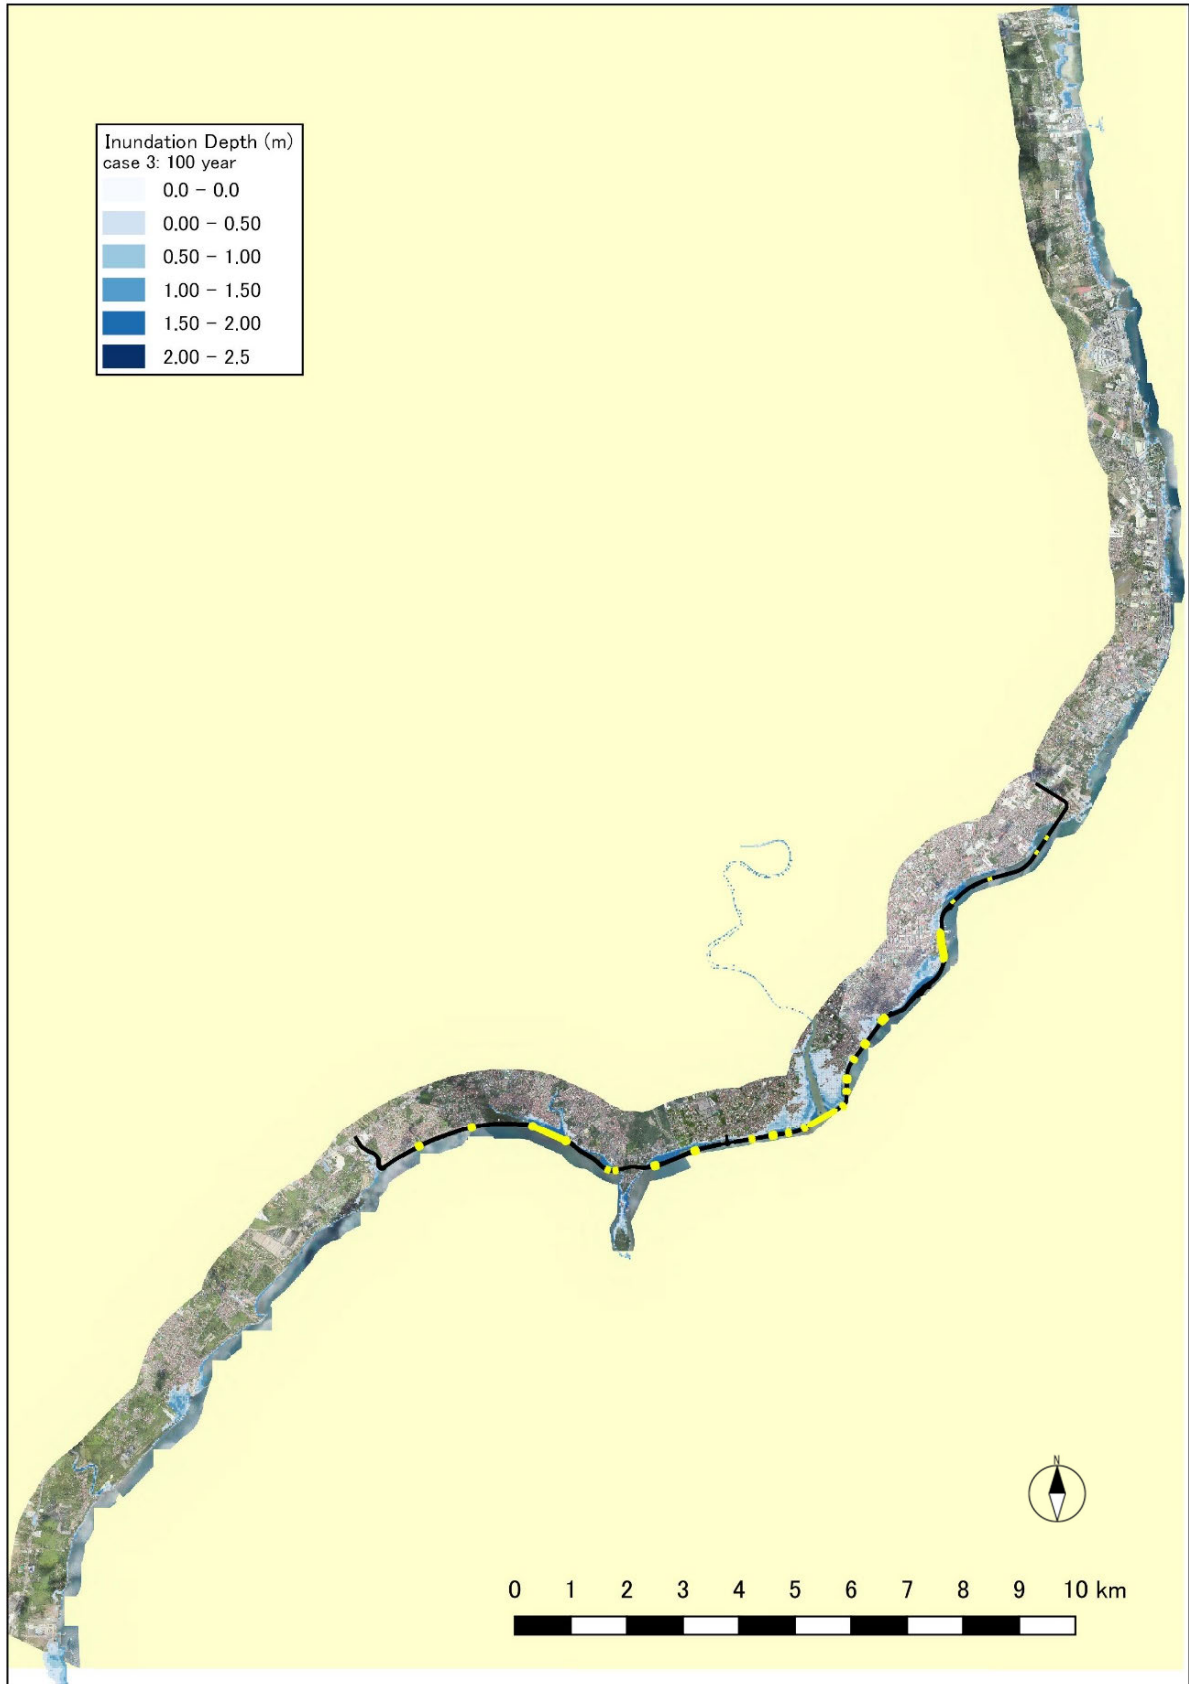 Inundation Depth (m)
case 3: 100 year
0.0 - 0.0
0.00 - 0.50
0.50 - 1.00
1.00 - 1.50
1.50 - 2.00
2.00 - 2.5
N
0 1 2 3 4 5 6 7 8 9 10 km